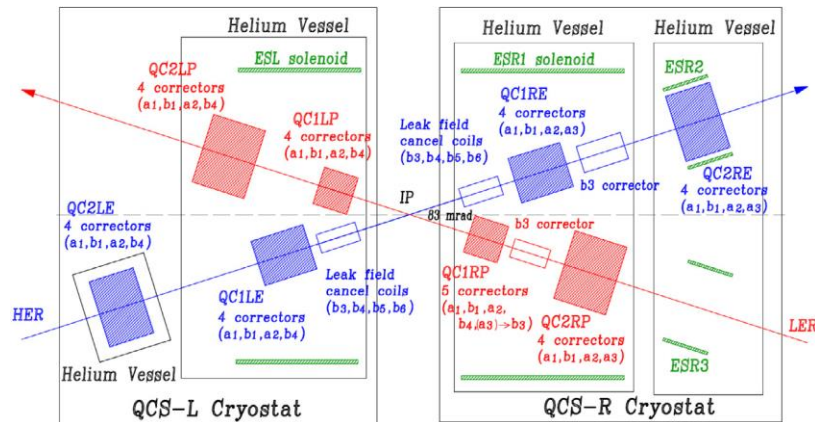 Helium Vessel
Helium Vessel
Helium Vessel
ESL solenoid
ESR1 solenoid
ESR2
QC2LP
4 correctors
(a1,b1,a2,b4)
QC1LP
4 correctors
(a1,b1,a2,b4)
QC1RE
4 correctors
(a1,b1,a2,a3)
Leak field
cancel coils
(b3,b4,b5,b6)
QC2RE
4 correctors
(a1,b1,a2,a3)
b3 corrector
IP
83 mrad
b3 corrector
QC2LE
4 correctors
(a1,b1,a2,b4)
QC1LE
4 correctors
(a1,b1,a2,b4)
Leak field
cancel coils
(b3,b4,b5,b6)
QC1RP
5 correctors
(a1,b1,a2,
b4,(a3)→b3)
QC2RP
4 correctors
(a1,b1,a2,a3)
HER
LER
ESR3
Helium Vessel
QCS-L Cryostat
QCS-R Cryostat